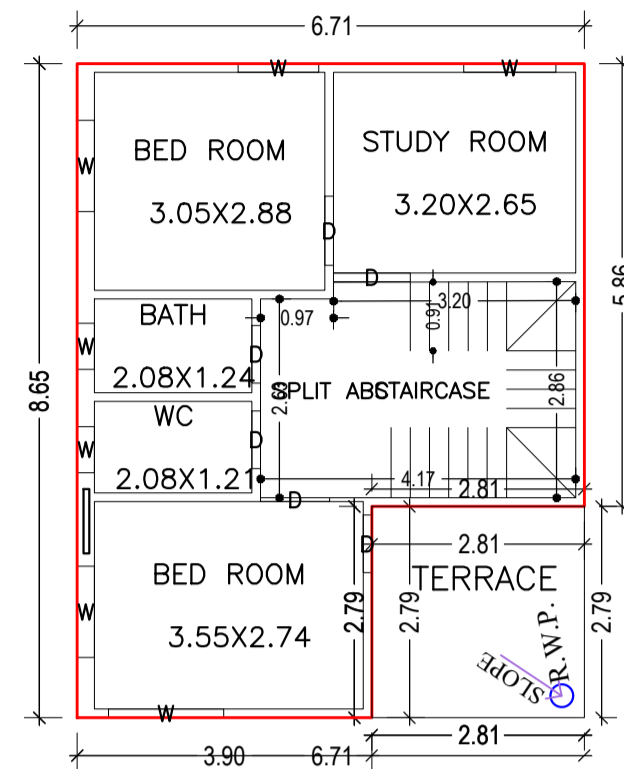 6.71
W
W
BED ROOM
STUDY ROOM
W
3.05X2.88
3.20X2.65
D
5.86
D
3.20
BATH
0.97
0.91
W
D
2.08X1.24
8.65
2.63
SPLIT ABC
STAIRCASE
2.86
WC
W
D
2.08X1.21
4.17
2.81
D
D
2.81
BED ROOM
TERRACE
W
3.55X2.74
2.79
2.79
2.79
R.W.P.
SLOPE
W
2.81
3.90
6.71